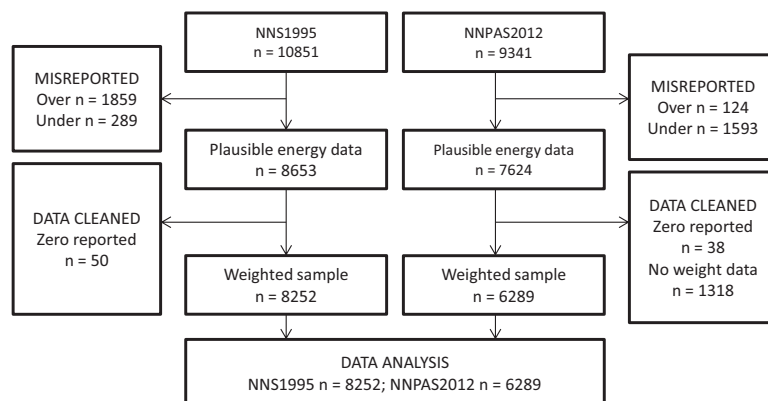 NNS1995
n = 10851
NNPAS2012
n = 9341
MISREPORTED
Over n = 1859
Under n = 289
MISREPORTED
Over n = 124
Under n = 1593
Plausible energy data
n = 8653
Plausible energy data
n = 7624
DATA CLEANED
Zero reported
n = 50
DATA CLEANED
Zero reported
n = 38
No weight data
n = 1318
Weighted sample
n = 8252
Weighted sample
n = 6289
DATA ANALYSIS
NNS1995 n = 8252; NNPAS2012 n = 6289